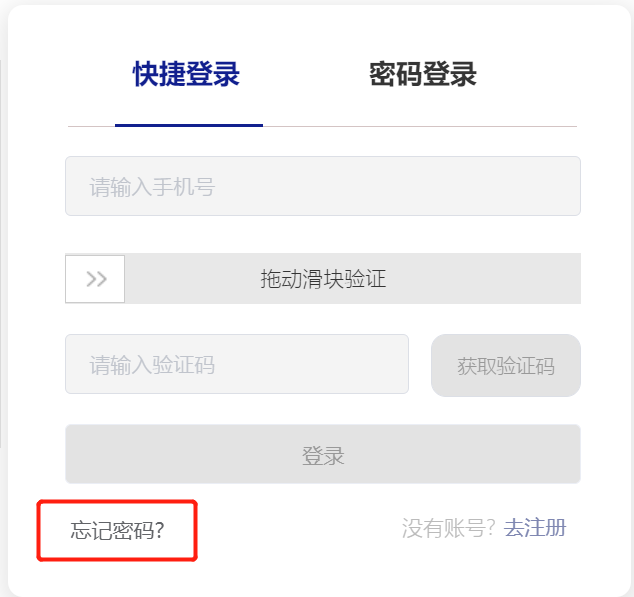 快捷登录 密码登录
请输入手机号
拖动滑块验证
请输入验证码 获取验证码
登录
忘记密码? 没有账号? 去注册